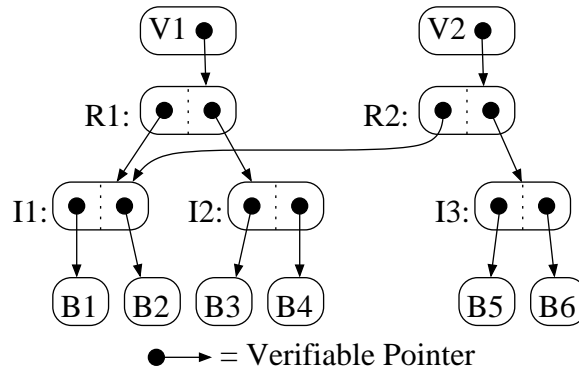 V1 V2
R1: R2:
I1: I2: I3:
B1 B2 B3 B4 B5 B6
= Verifiable Pointer